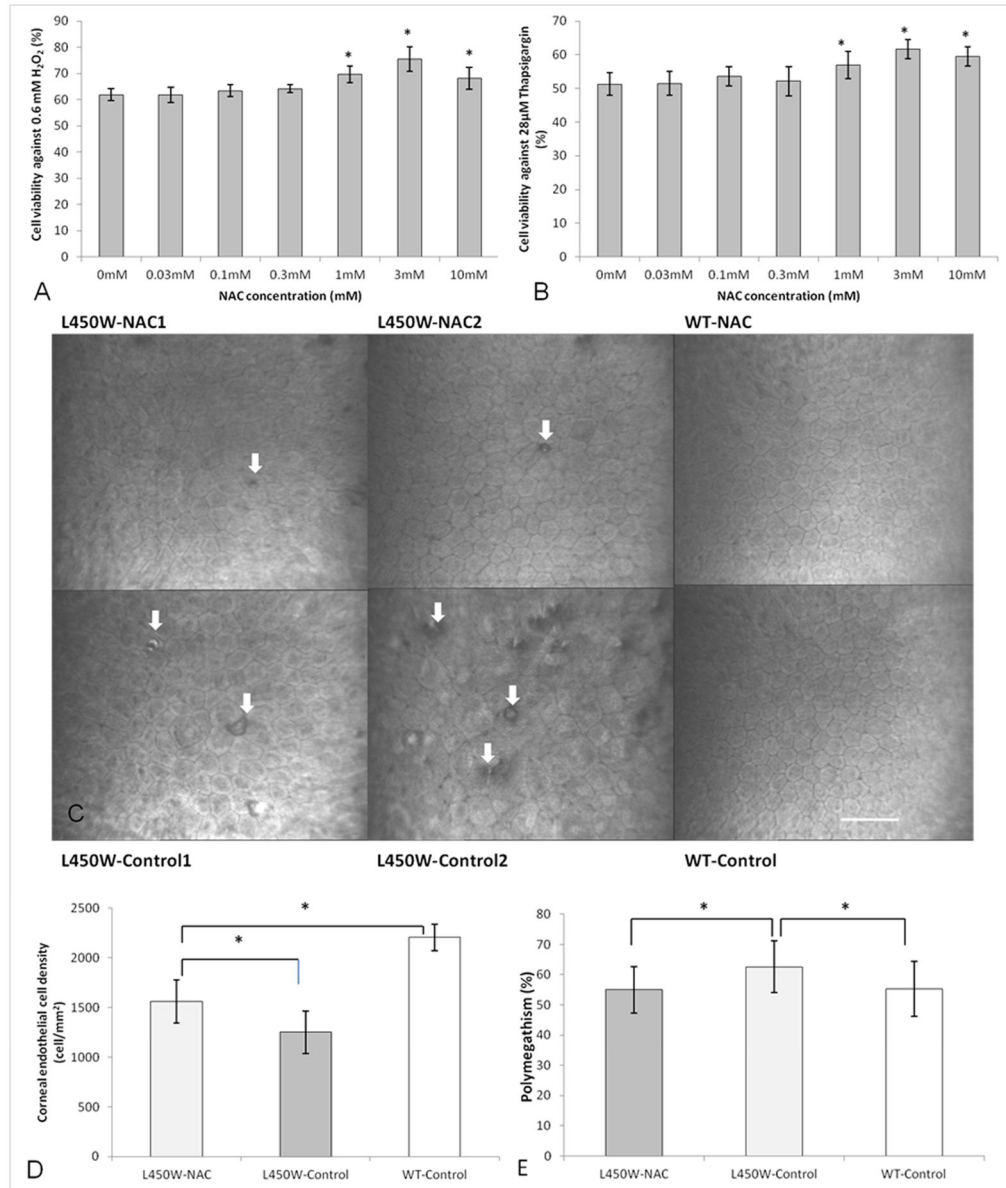 Cell viability against 0.6 mM H₂O₂ (%)
90
80
70
60
50
40
30
20
10
0
* * *
0mM 0.03mM 0.1mM 0.3mM 1mM 3mM 10mM
NAC concentration (mM)
A
Cell viability against 28µM Thapsigargin
(%)
70
60
50
40
30
20
10
0
* * *
0mM 0.03mM 0.1mM 0.3mM 1mM 3mM 10mM
NAC concentration (mM)
B
L450W-NAC1 L450W-NAC2 WT-NAC
C
L450W-Control1 L450W-Control2 WT-Control
Corneal endothelial cell density
(cell/mm²)
2500
2000
1500
1000
500
0
*
*
L450W-NAC L450W-Control WT-Control
D
Polymegathism (%)
80
70
60
50
40
30
20
10
0
* *
L450W-NAC L450W-Control WT-Control
E